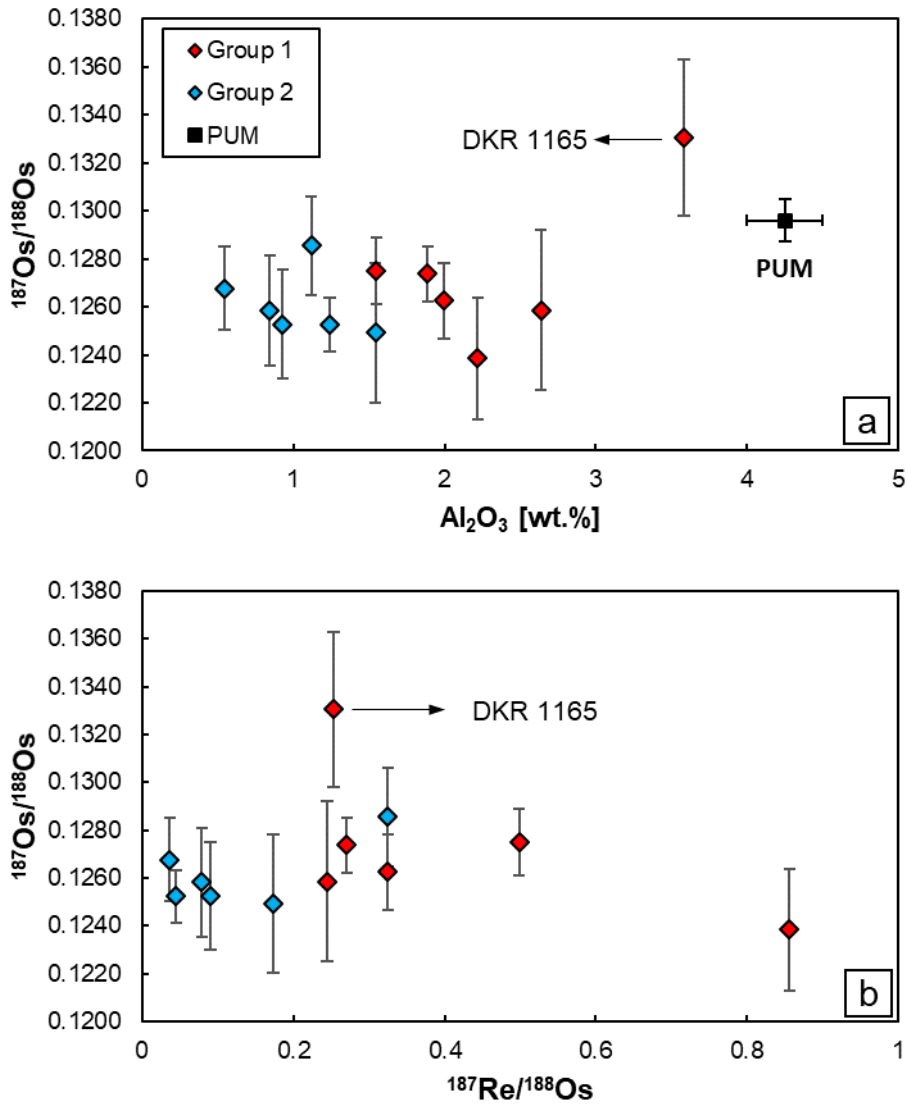 0.1380
0.1360
0.1340
0.1320
0.1300
0.1280
0.1260
0.1240
0.1220
0.1200
¹⁸⁷Os/¹⁸⁸Os
Group 1
Group 2
PUM
DKR 1165
PUM
a
0 1 2 3 4 5
Al₂O₃ [wt.%]
0.1380
0.1360
0.1340
0.1320
0.1300
0.1280
0.1260
0.1240
0.1220
0.1200
¹⁸⁷Os/¹⁸⁸Os
DKR 1165
b
0 0.2 0.4 0.6 0.8 1
¹⁸⁷Re/¹⁸⁸Os